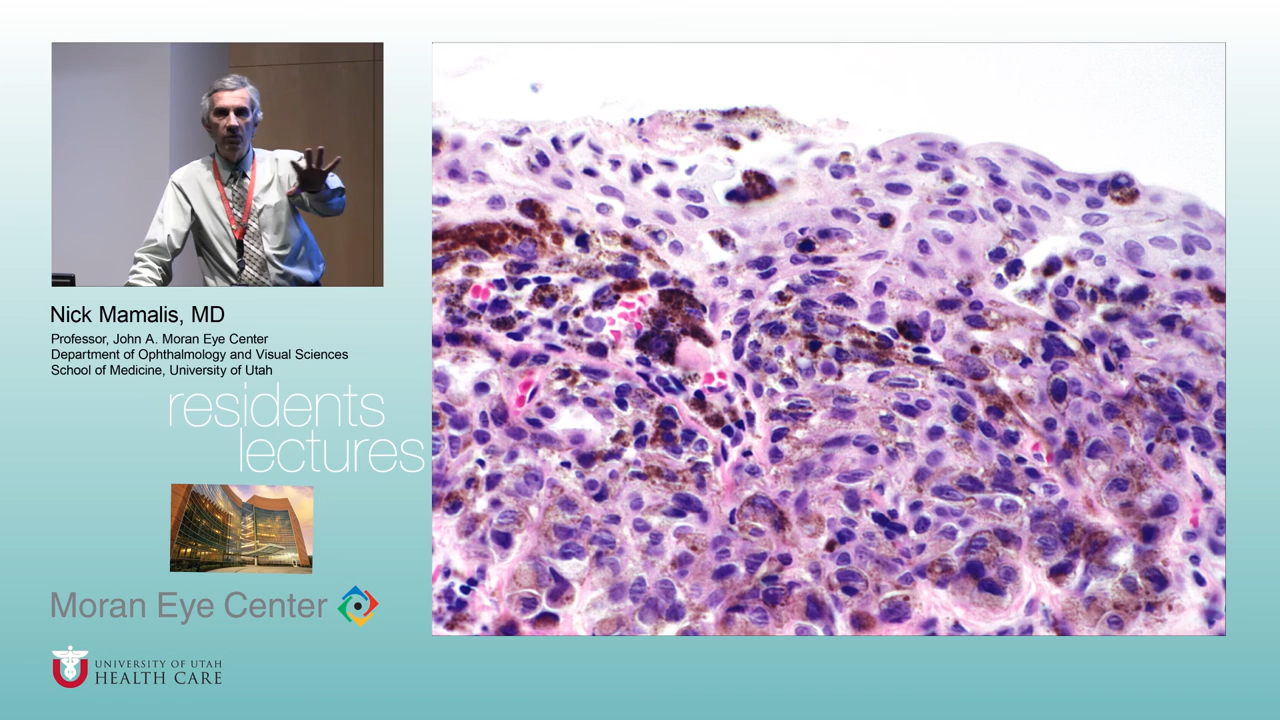 Nick Mamalis, MD
Professor, John A. Moran Eye Center
Department of Ophthalmology and Visual Sciences
School of Medicine, University of Utah
residents
lectures
Moran Eye Center
UNIVERSITY OF UTAH
HEALTH CARE